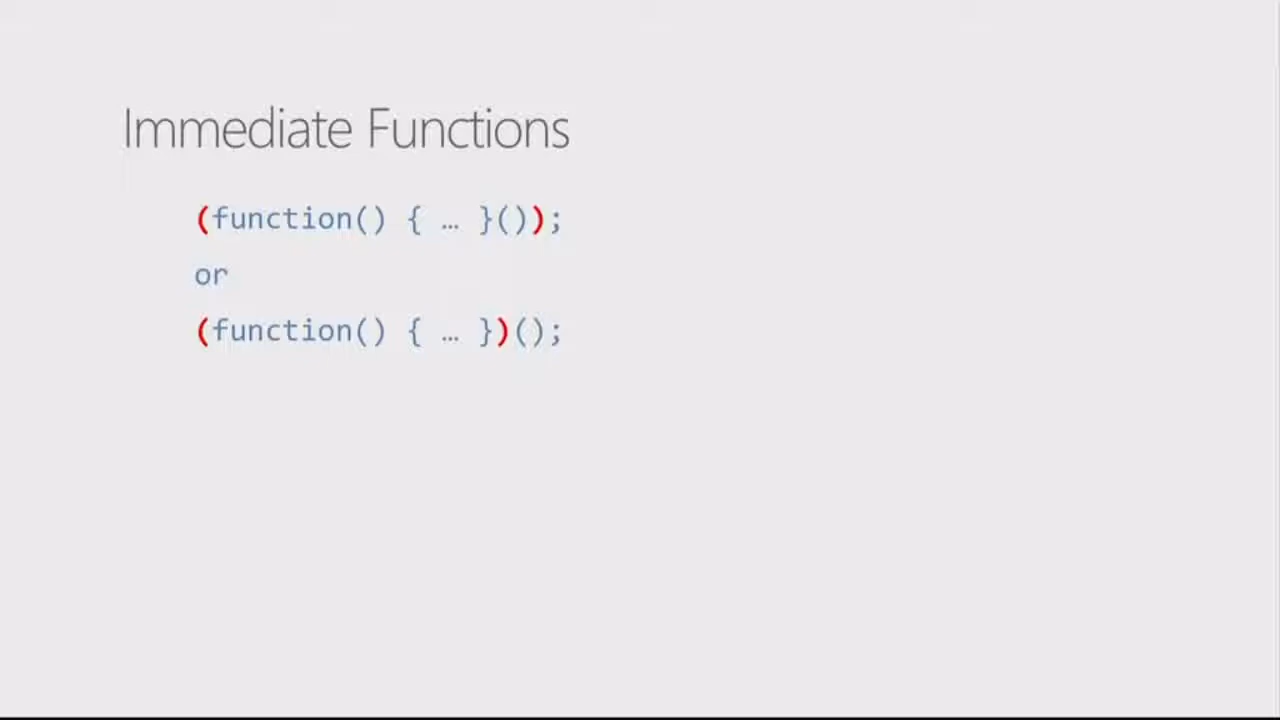 Immediate Functions
(function() { … }());
or
(function() { … })();